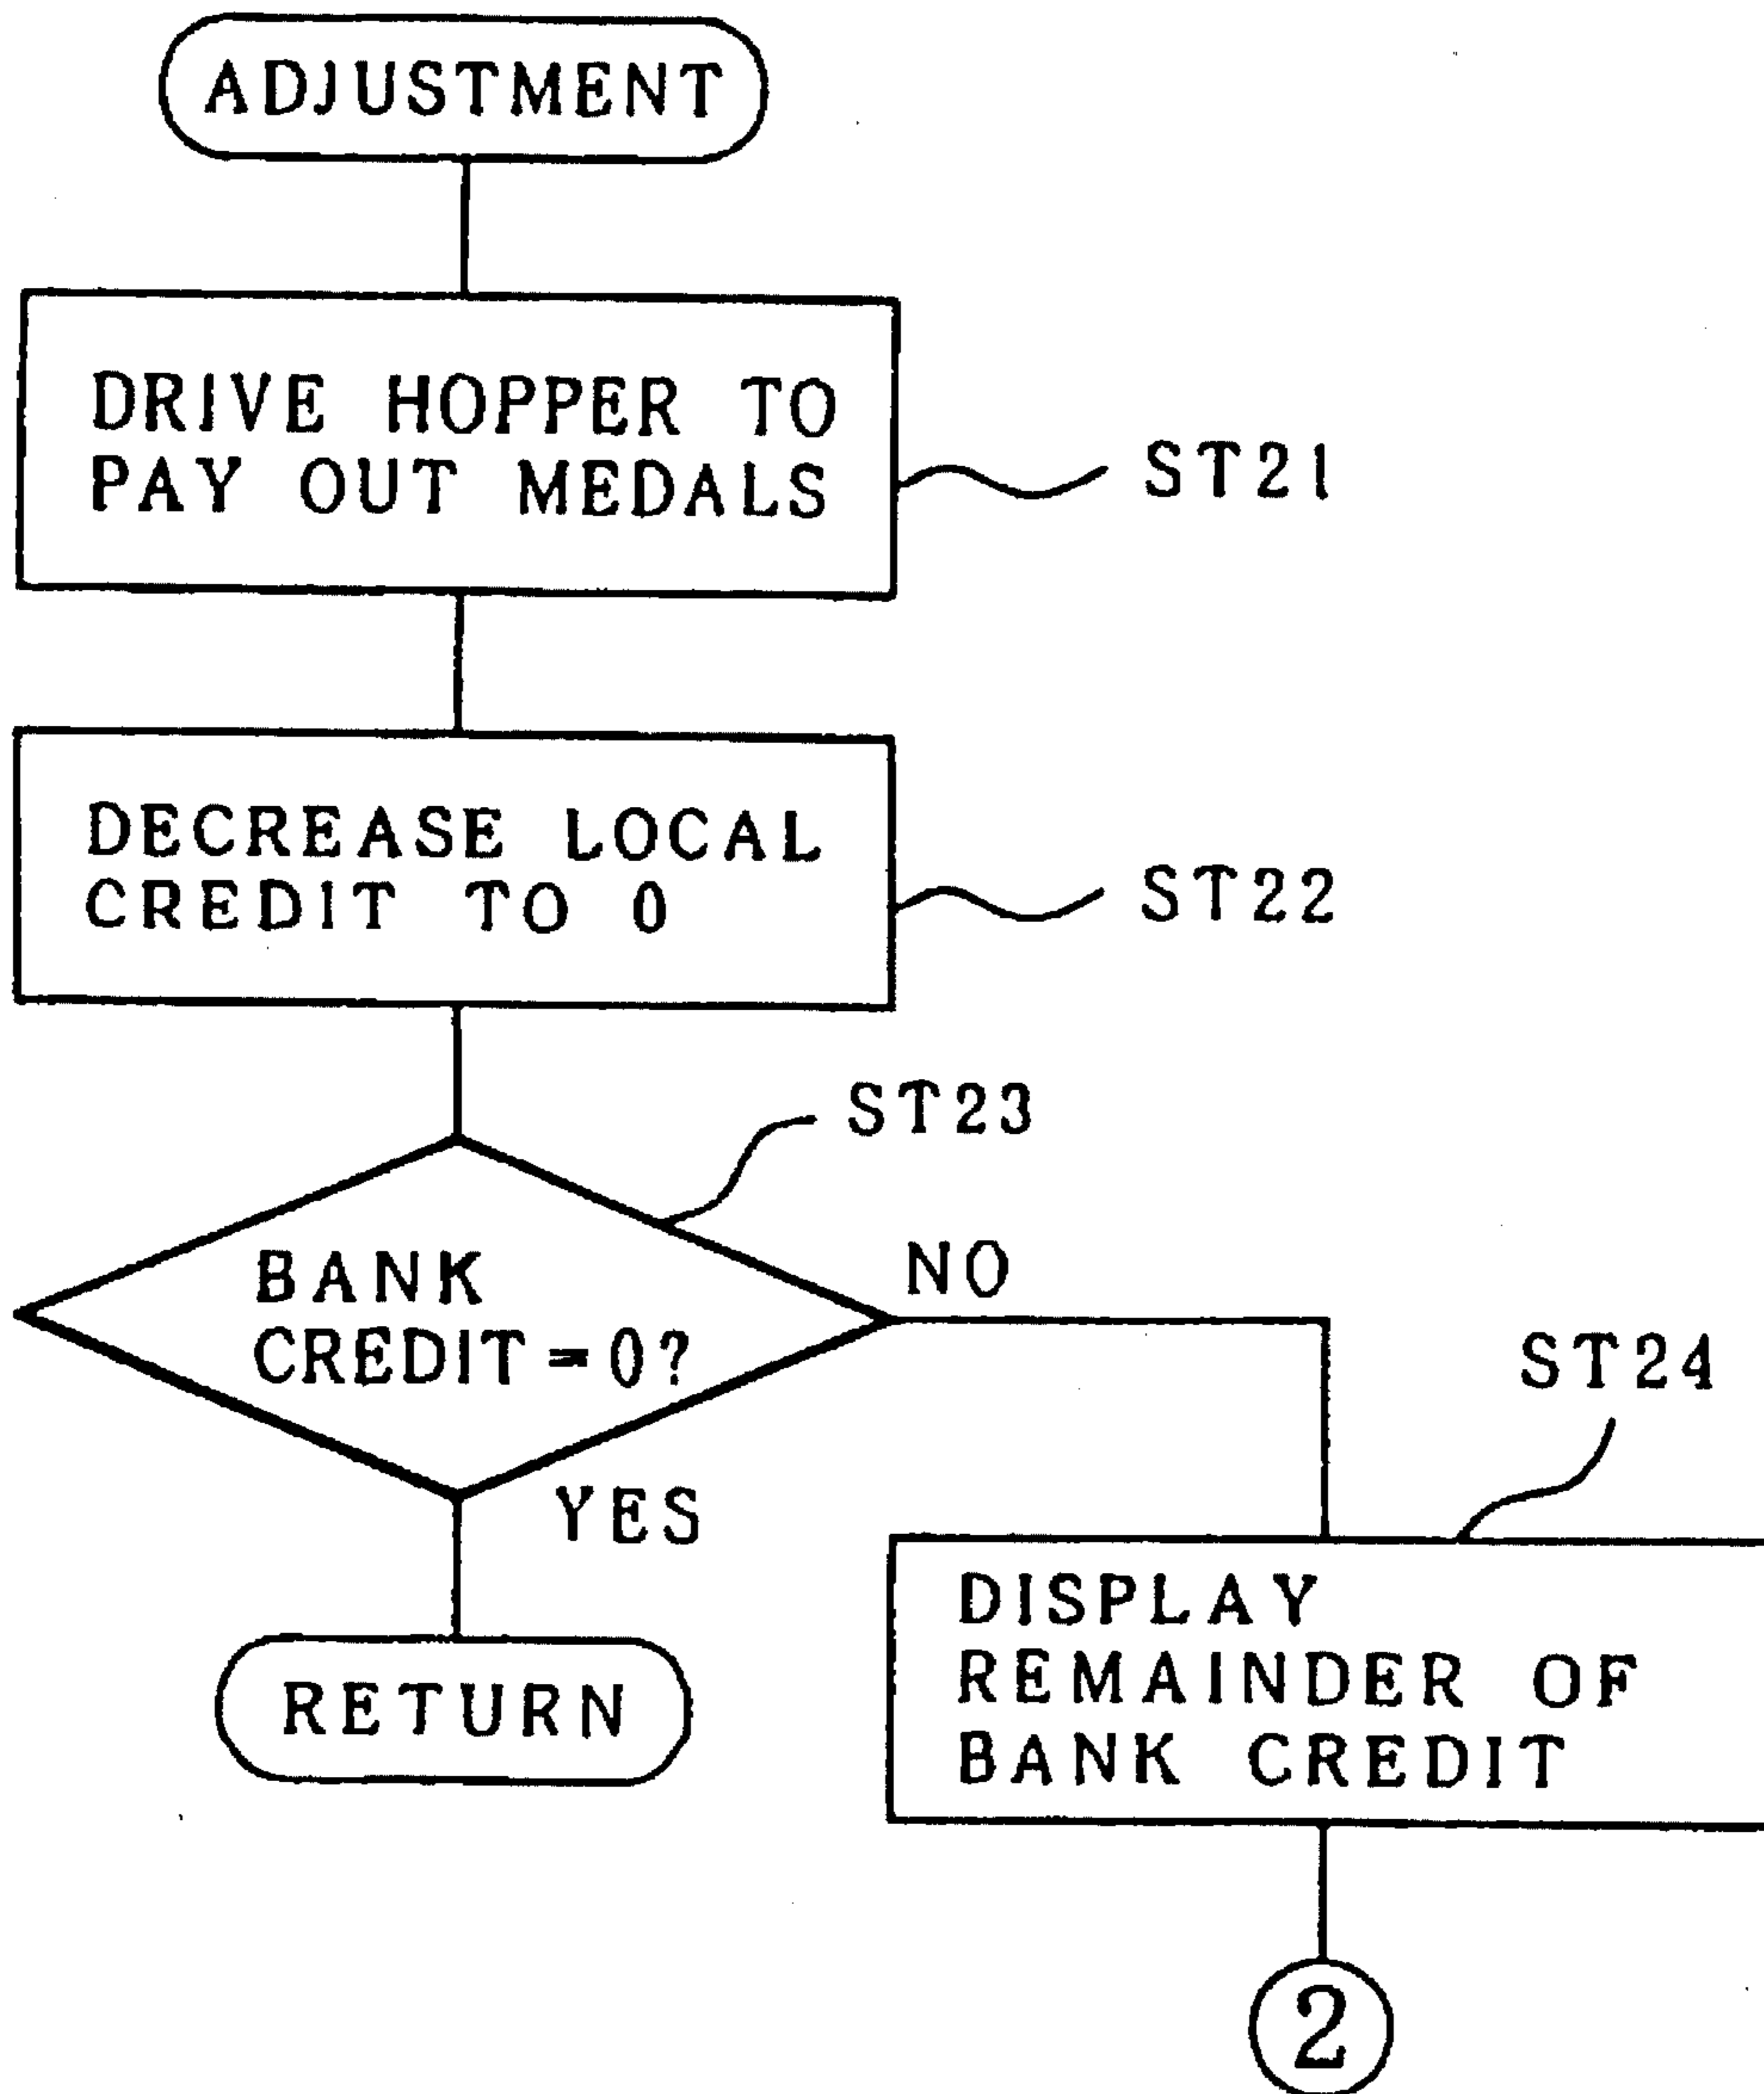 ADJUSTMENT
DRIVE HOPPER TO
PAY OUT MEDALS
ST21
DECREASE LOCAL
CREDIT TO 0
ST22
ST23
BANK
CREDIT=0?
NO
YES
ST24
RETURN
DISPLAY
REMAINDER OF
BANK CREDIT
2